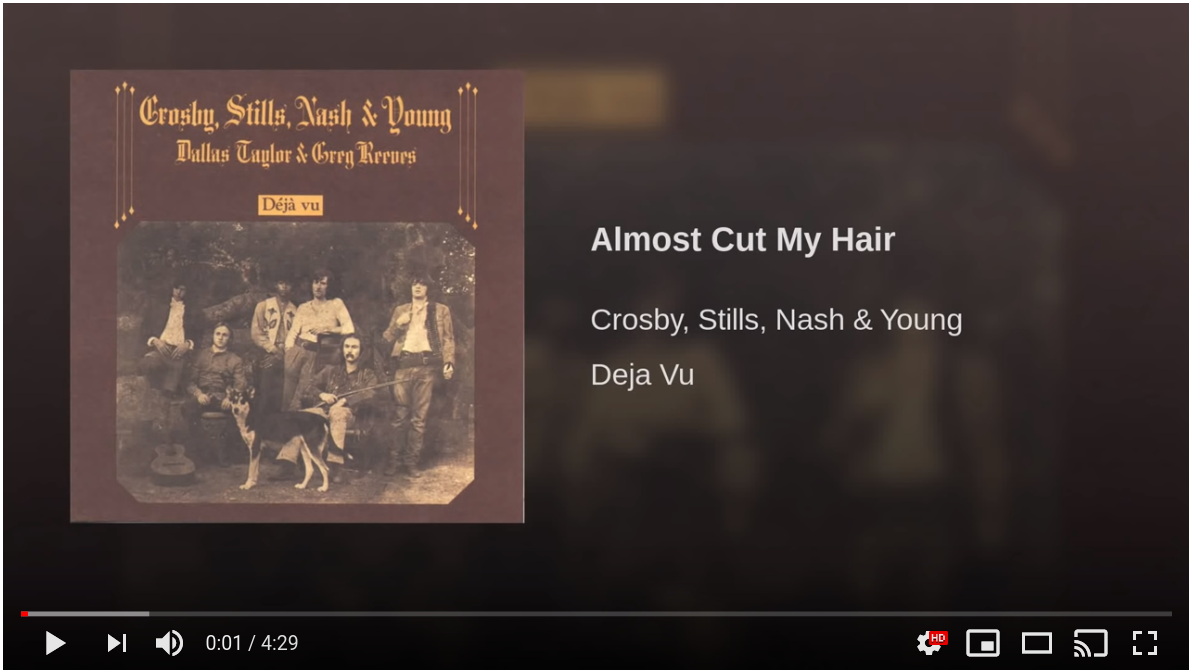 Crosby, Stills, Nash & Young
Dallas Taylor & Greg Reeves
Déjà vu
Almost Cut My Hair
Crosby, Stills, Nash & Young
Deja Vu
0:01 / 4:29
HD